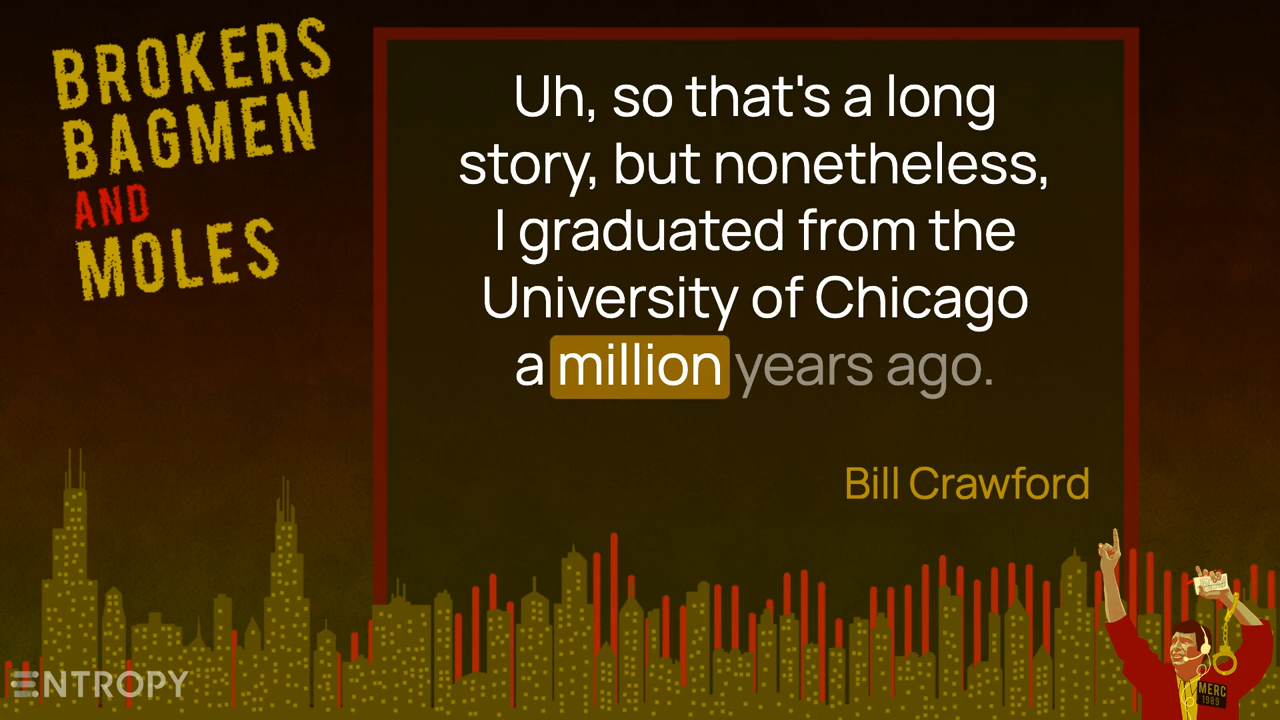 BROKERS
BAGMEN
AND
MOLES
Uh, so that's a long
story, but nonetheless,
I graduated from the
University of Chicago
a million years ago.
Bill Crawford
ENTROPY
MERC
1989